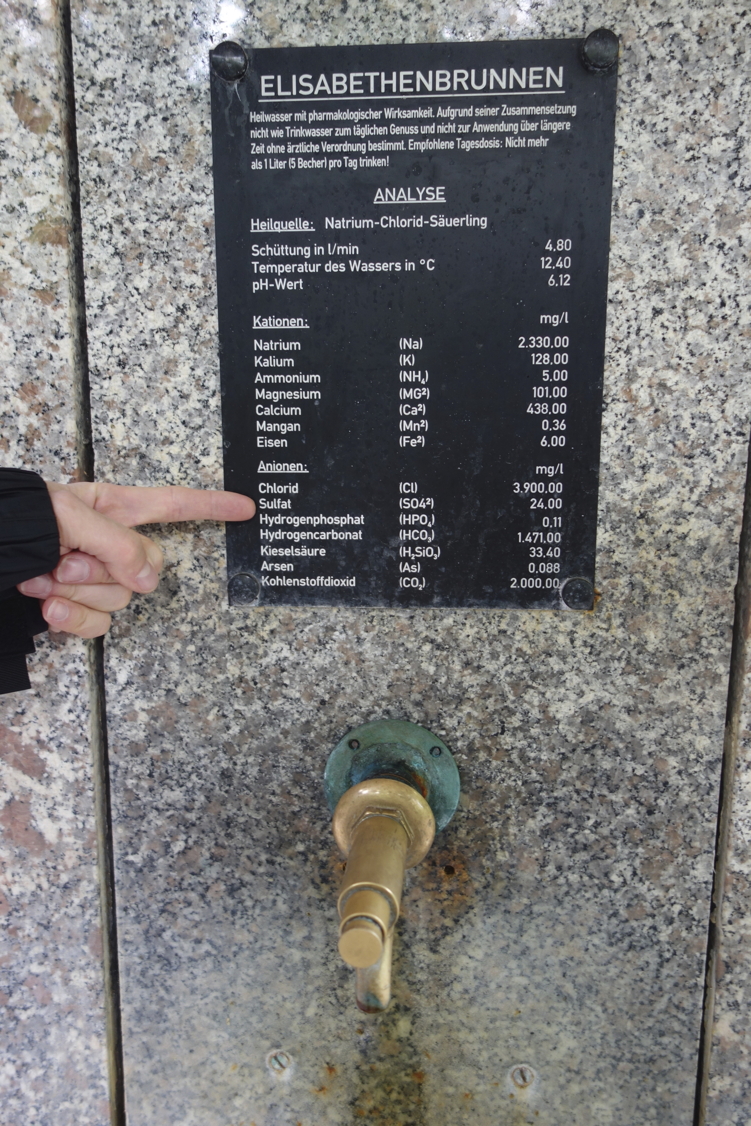 ELISABETHENBRUNNEN
Heilwasser mit pharmakologischer Wirksamkeit. Aufgrund seiner Zusammensetzung
nicht wie Trinkwasser zum täglichen Genuss und nicht zur Anwendung über längere
Zeit ohne ärztliche Verordnung bestimmt. Empfohlene Tagesdosis: Nicht mehr
als 1 Liter (5 Becher) pro Tag trinken!
ANALYSE
Heilquelle: Natrium-Chlorid-Säuerling
Schüttung in l/min 4,80
Temperatur des Wassers in °C 12,40
pH-Wert 6,12
Kationen: mg/l
Natrium (Na) 2.330,00
Kalium (K) 128,00
Ammonium (NH₄) 5,00
Magnesium (MG²) 101,00
Calcium (Ca²) 438,00
Mangan (Mn²) 0,36
Eisen (Fe²) 6,00
Anionen: mg/l
Chlorid (Cl) 3.900,00
Sulfat (SO4²) 24,00
Hydrogenphosphat (HPO₄) 0,11
Hydrogencarbonat (HCO₃) 1.471,00
Kieselsäure (H₂SiO₃) 33,40
Arsen (As) 0,088
Kohlenstoffdioxid (CO₂) 2.000,00